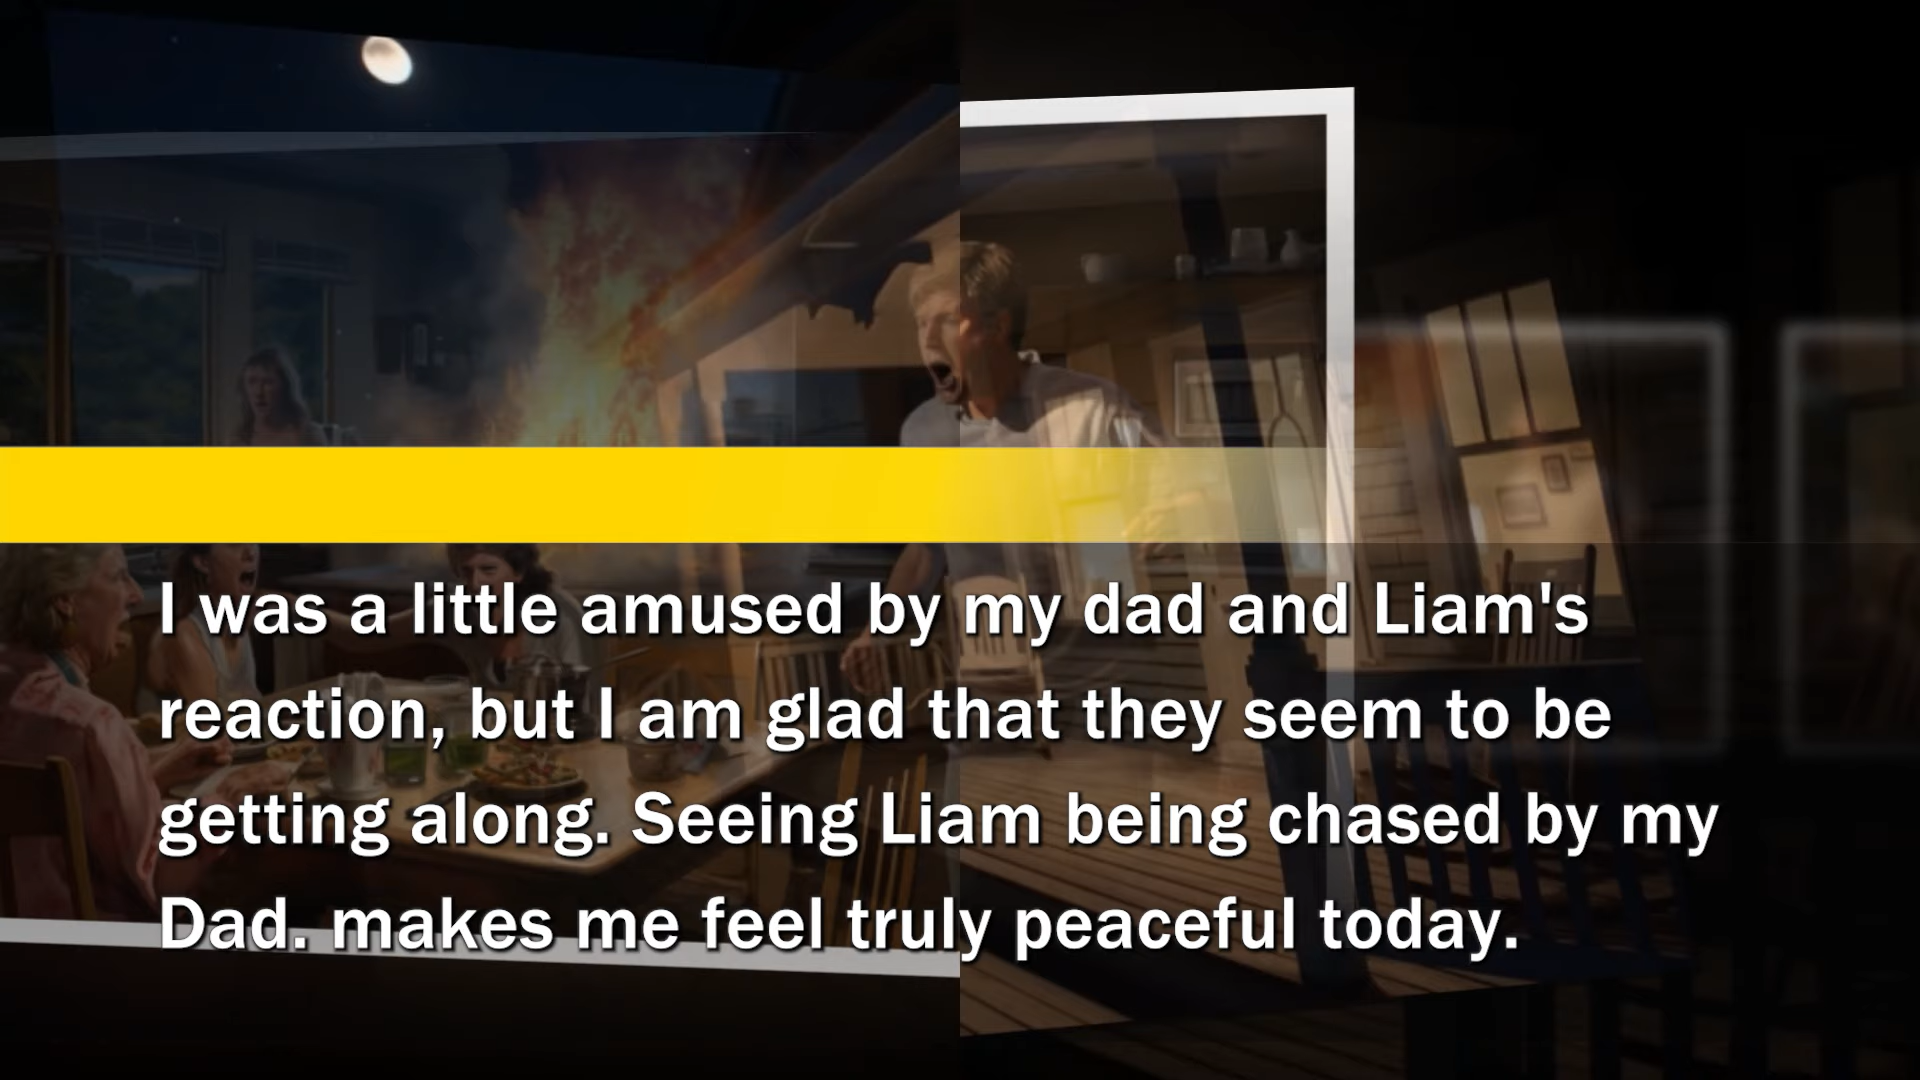 I was a little amused by my dad and Liam's
reaction, but I am glad that they seem to be
getting along. Seeing Liam being chased by my
Dad. makes me feel truly peaceful today.